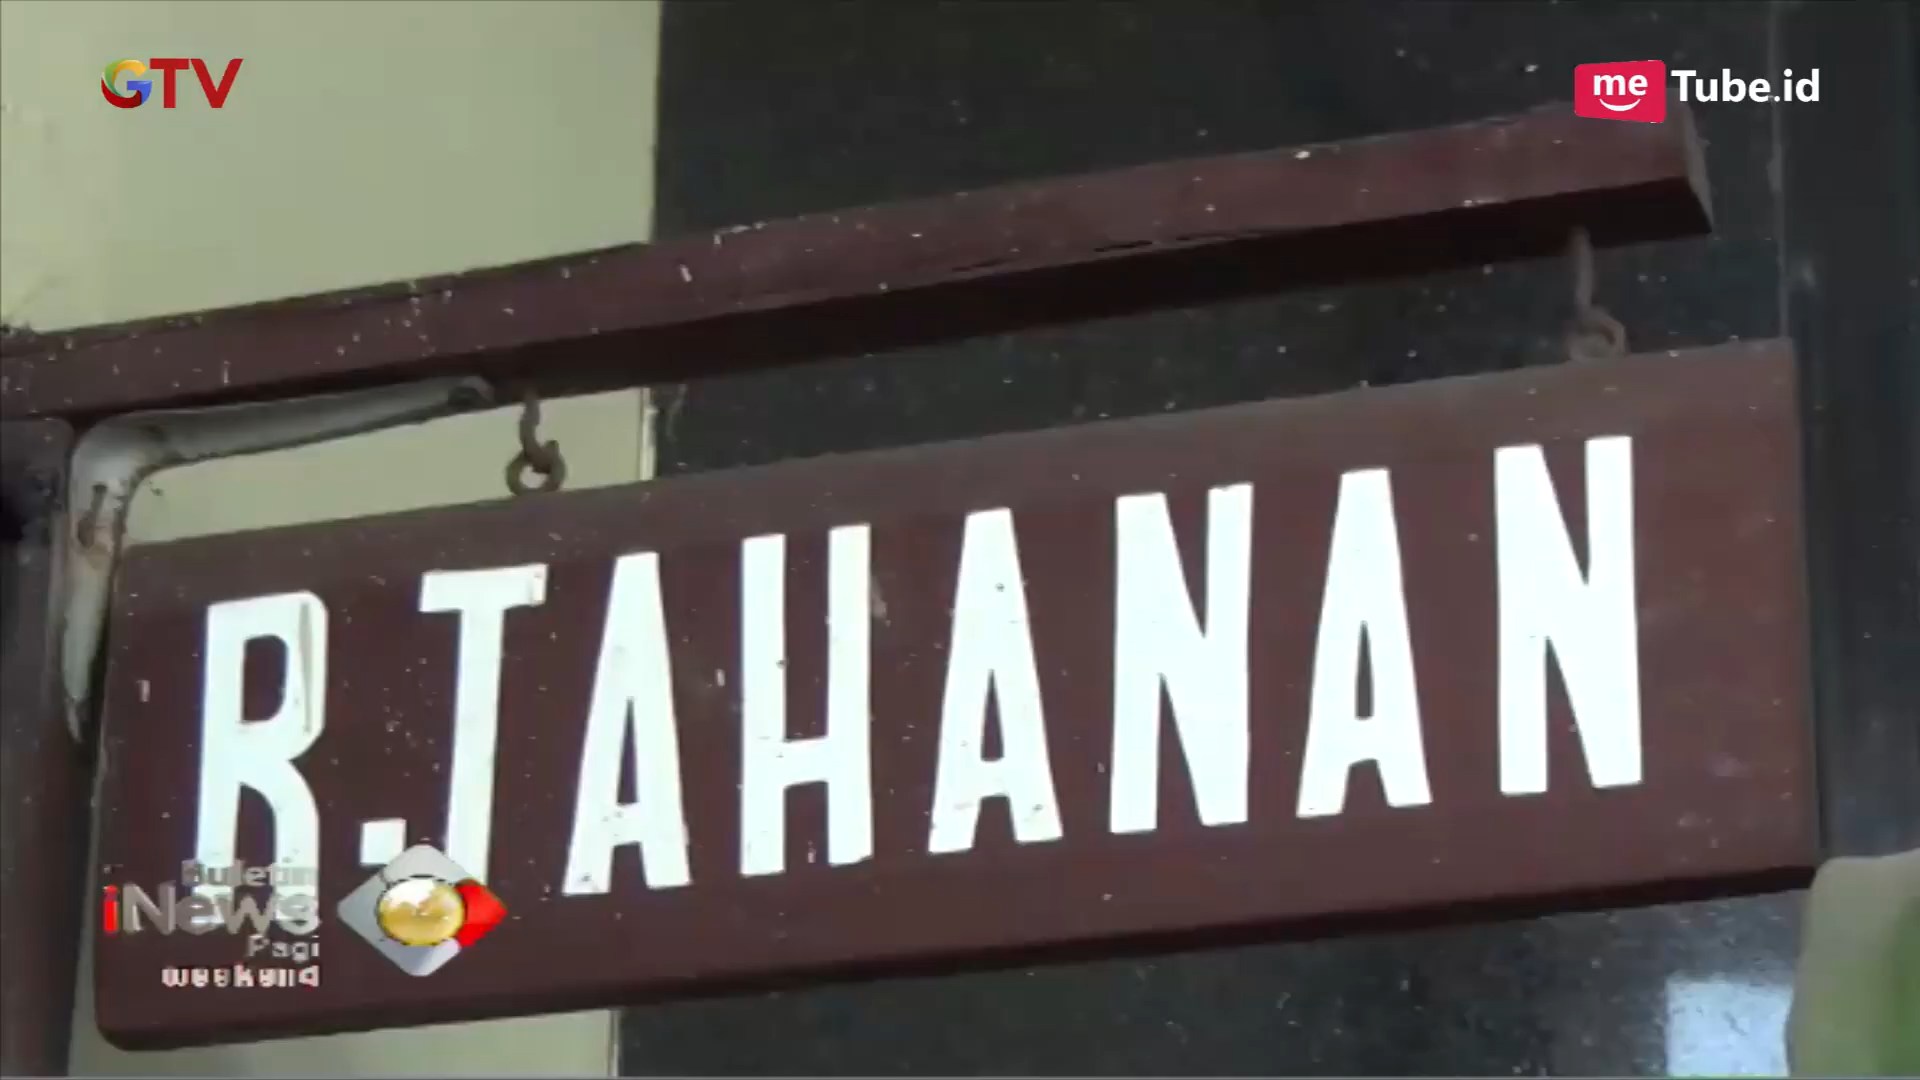 GTV
me Tube.id
R.TAHANAN
Buletin
iNews
Pagi
weekend